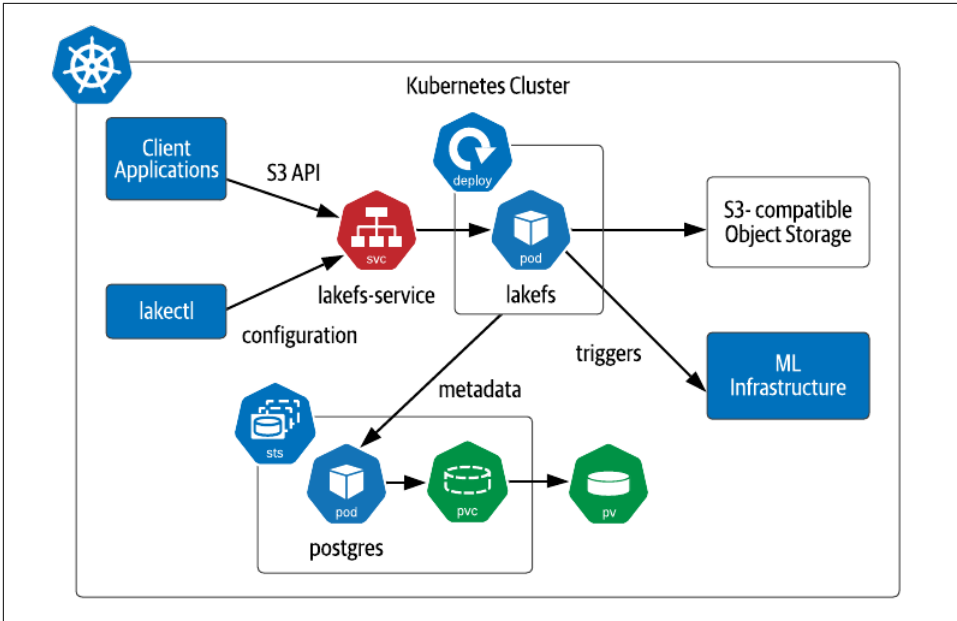 Kubernetes Cluster
Client
Applications
S3 API
deploy
svc
pod
S3- compatible
Object Storage
lakectl
lakefs-service
lakefs
configuration
triggers
ML
Infrastructure
metadata
sts
pod
pvc
pv
postgres